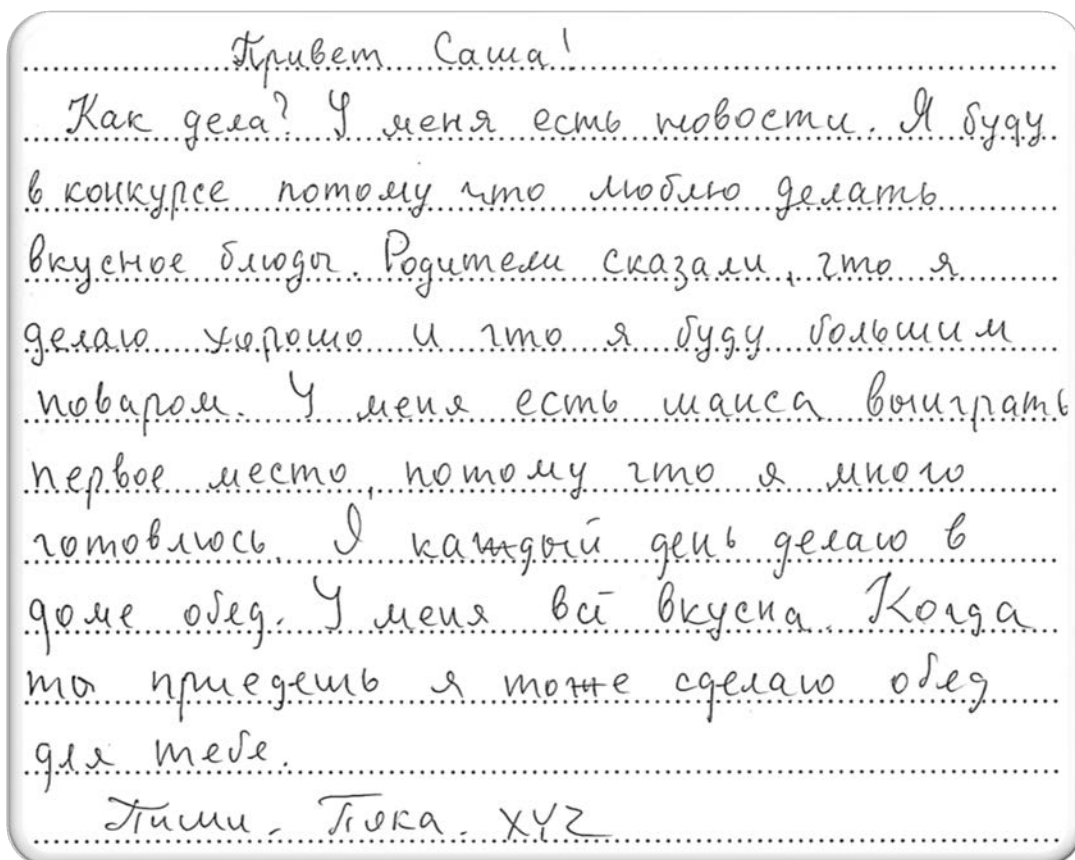 Привет Саша!
Как дела? У меня есть новости. Я буду
в конкурсе потому что люблю делать
вкусное блюды. Родители сказали, что я
делаю хорошо и что я буду большим
поваром. У меня есть шанса выиграть
первое место, потому что я много
готовлюсь. Я каждый день делаю в
доме обед. У меня всё вкусна. Когда
ты приедешь я тоже сделаю обед
для тебе.
Пиши. Пока. XYZ